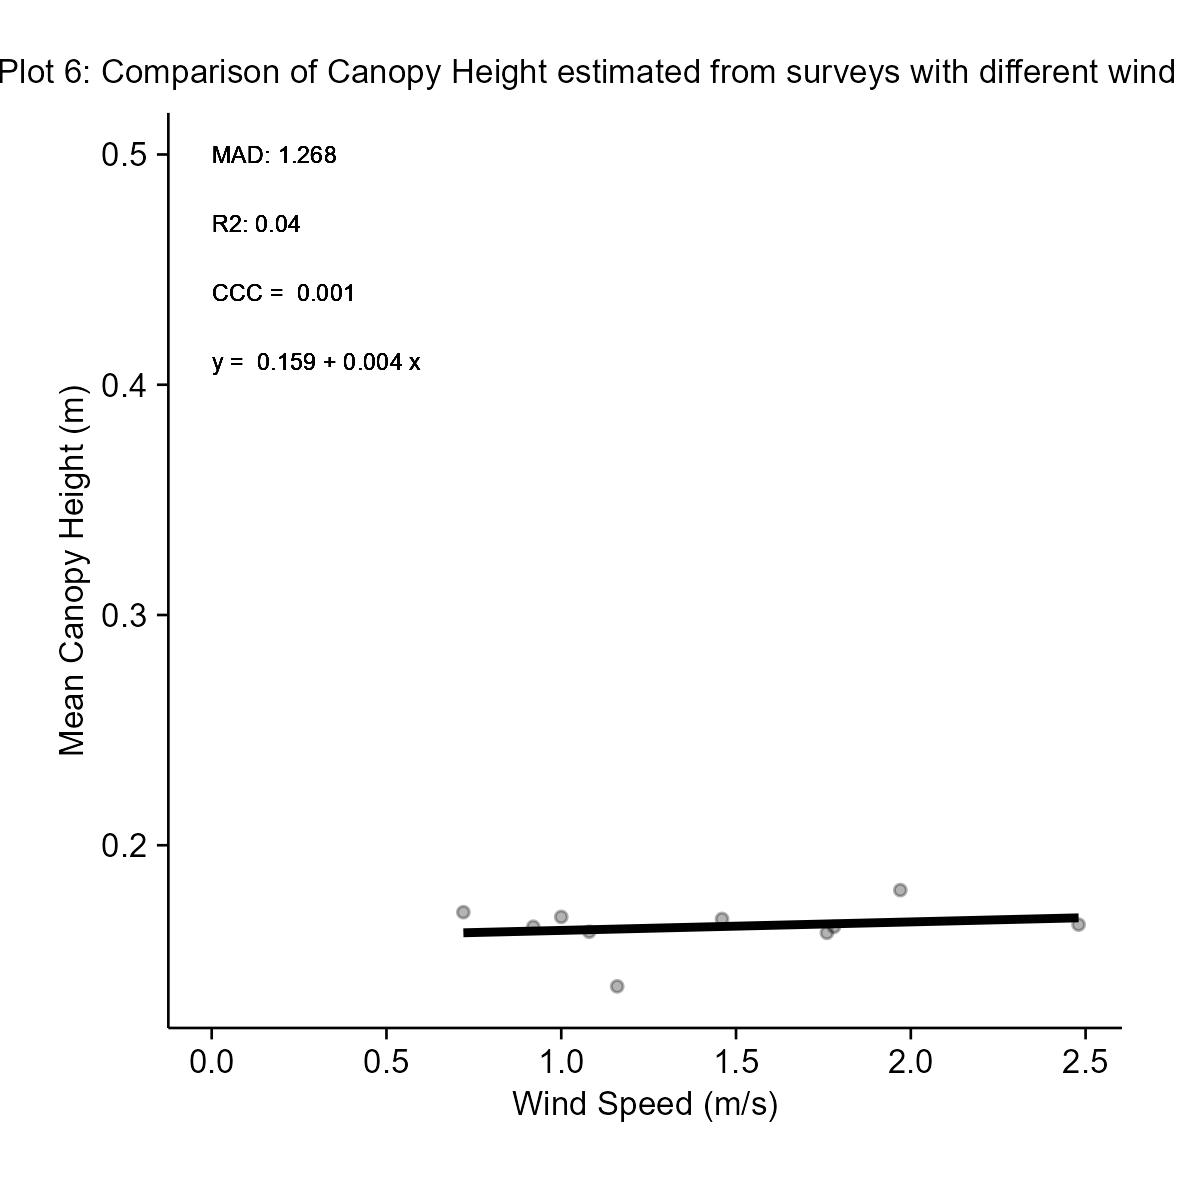 Plot 6: Comparison of Canopy Height estimated from surveys with different wind
0.5
MAD: 1.268
R2: 0.04
CCC =  0.001
y =  0.159 + 0.004 x
0.4
0.3
0.2
Mean Canopy Height (m)
0.0 0.5 1.0 1.5 2.0 2.5
Wind Speed (m/s)